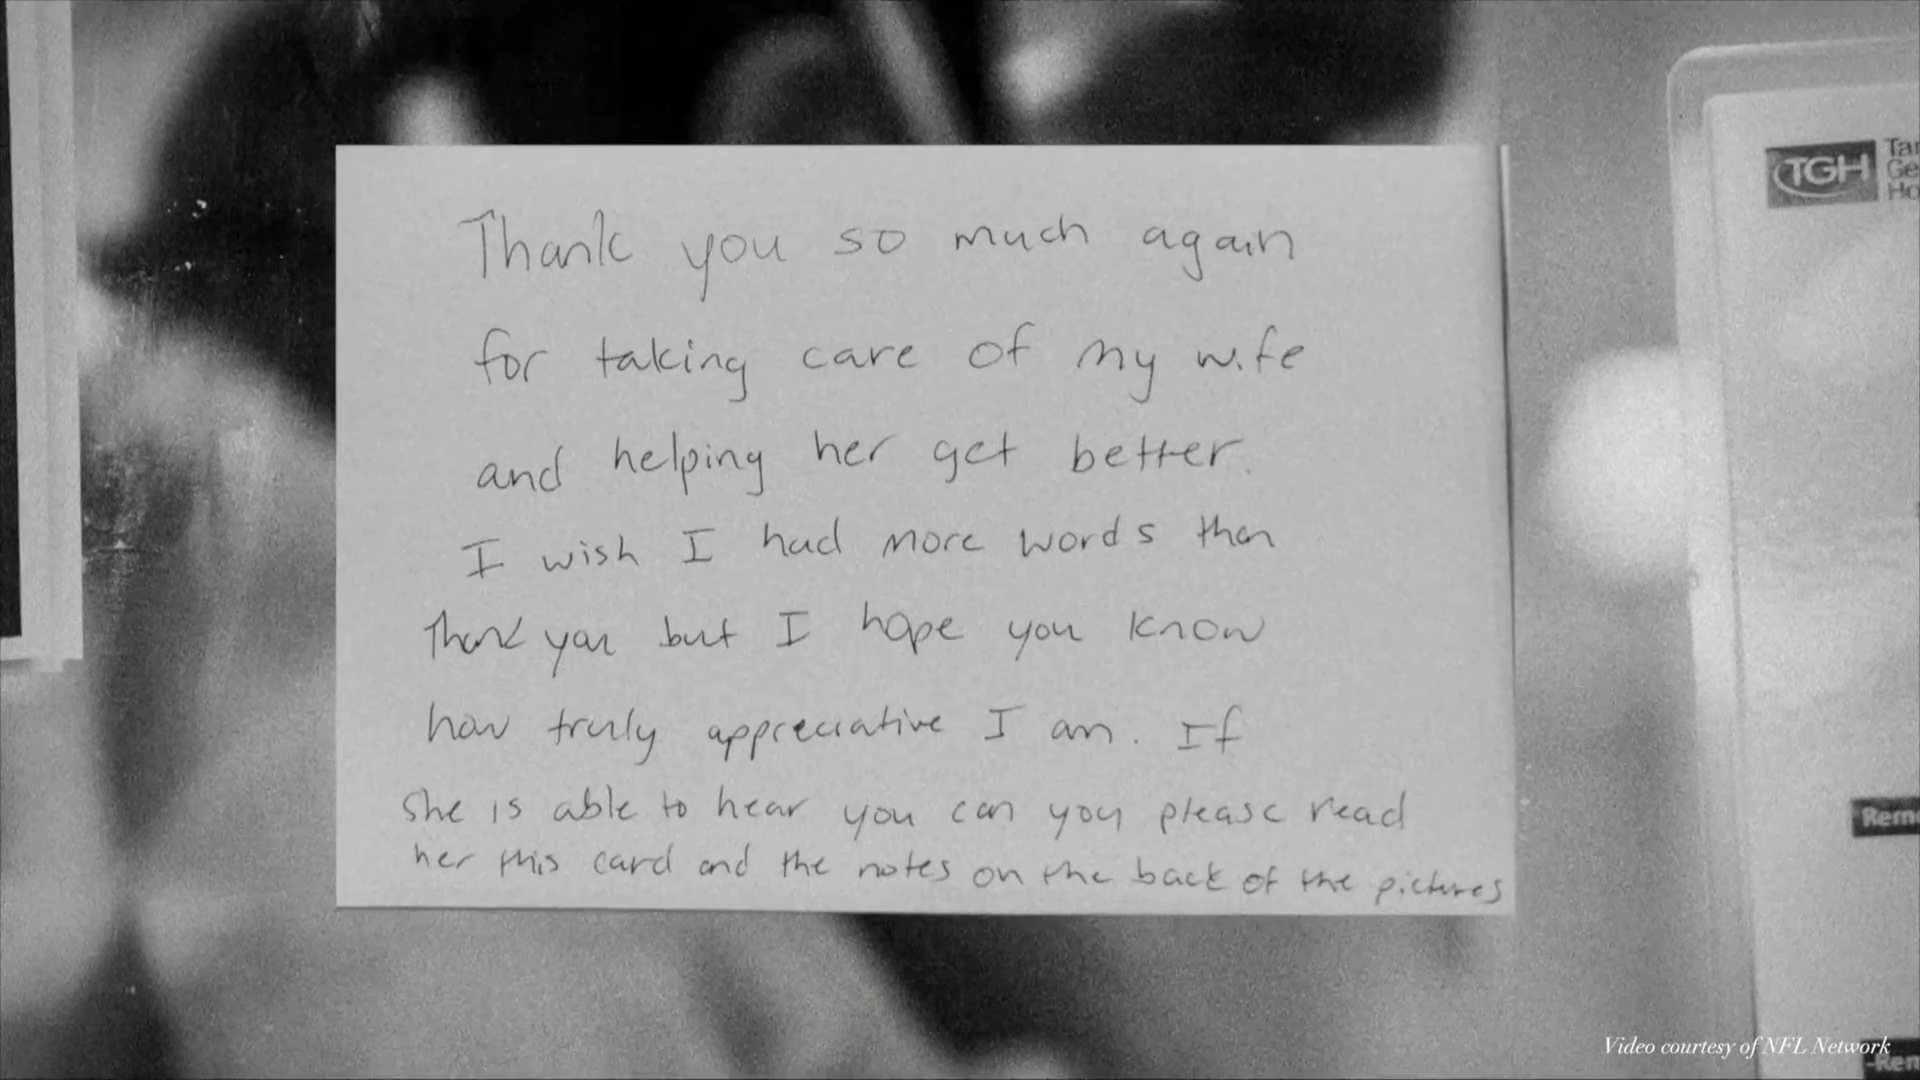 Thank you so much again
for taking care of my wife
and helping her get better.
I wish I had more words than
Thank you but I hope you know
how truly appreciative I am. If
she is able to hear you can you please read
her this card and the notes on the back of the pictures
TGH
Video courtesy of NFL Network